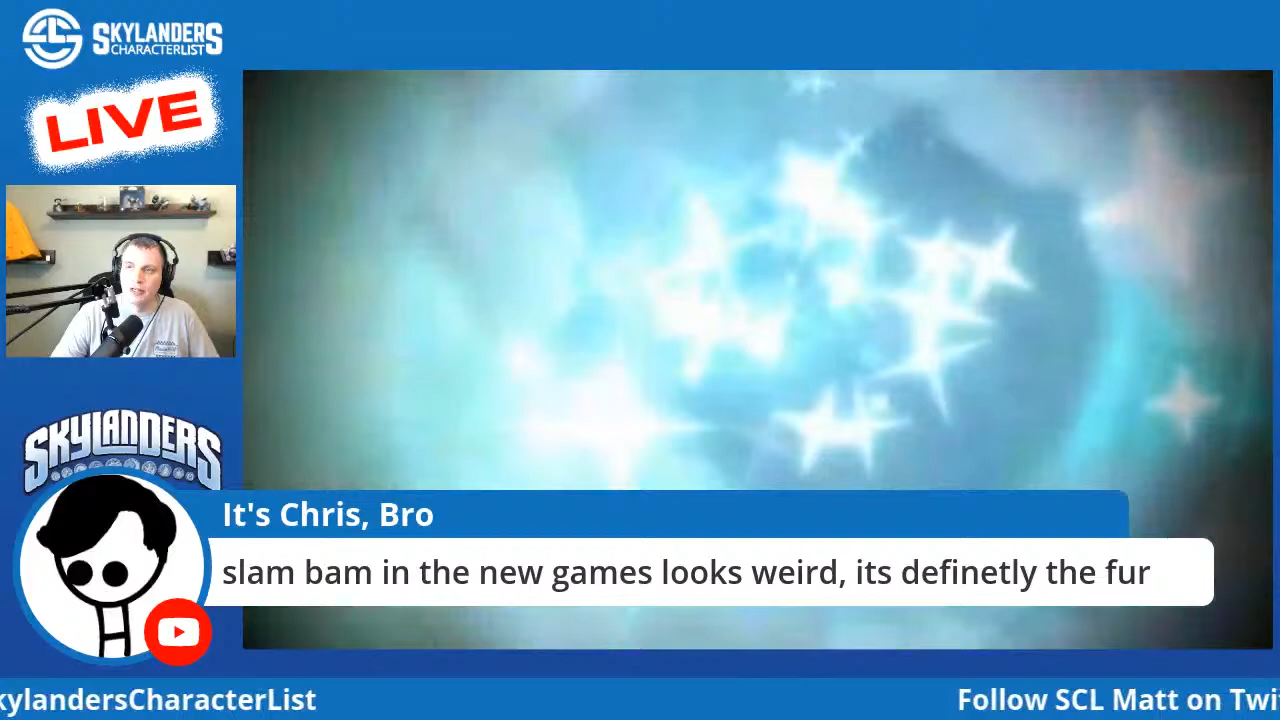 SKYLANDERS
CHARACTERLIST
LIVE
SKYLANDERS
It's Chris, Bro
slam bam in the new games looks weird, its definetly the fur
kylandersCharacterList
Follow SCL Matt on Twi